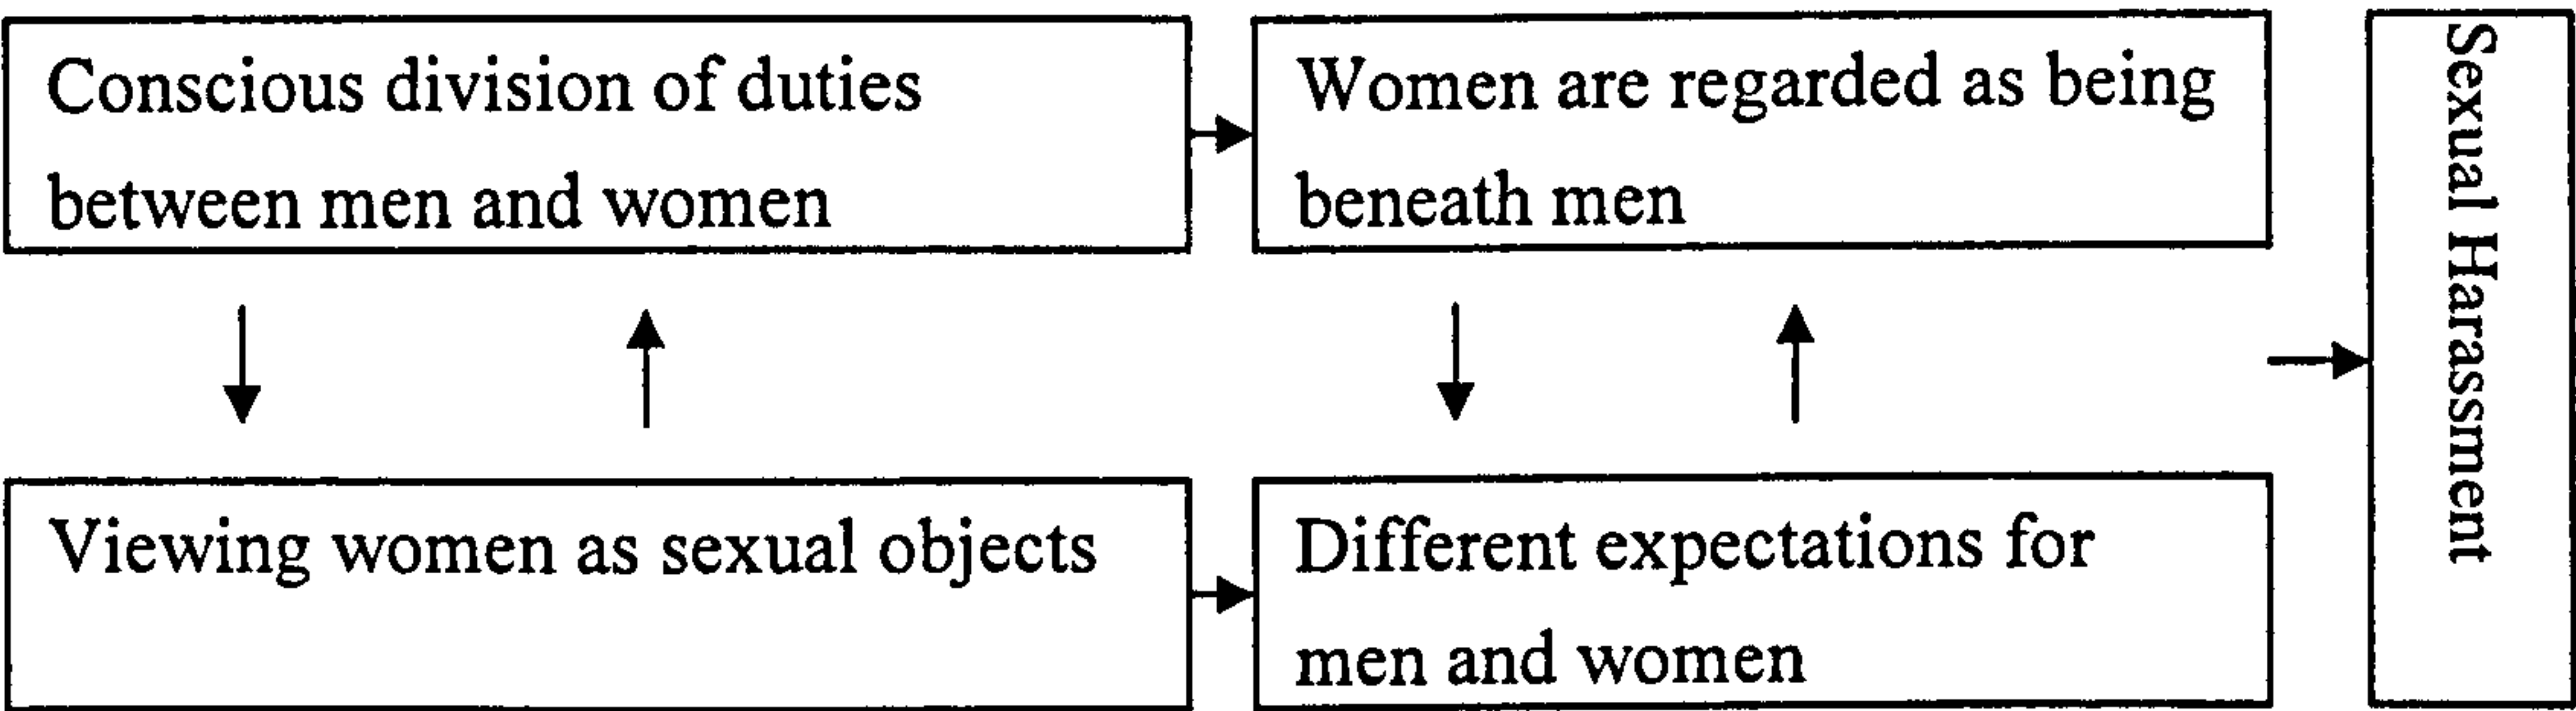 Conscious division of duties
between men and women
Women are regarded as being
beneath men
Viewing women as sexual objects
Different expectations for
men and women
Sexual Harassment